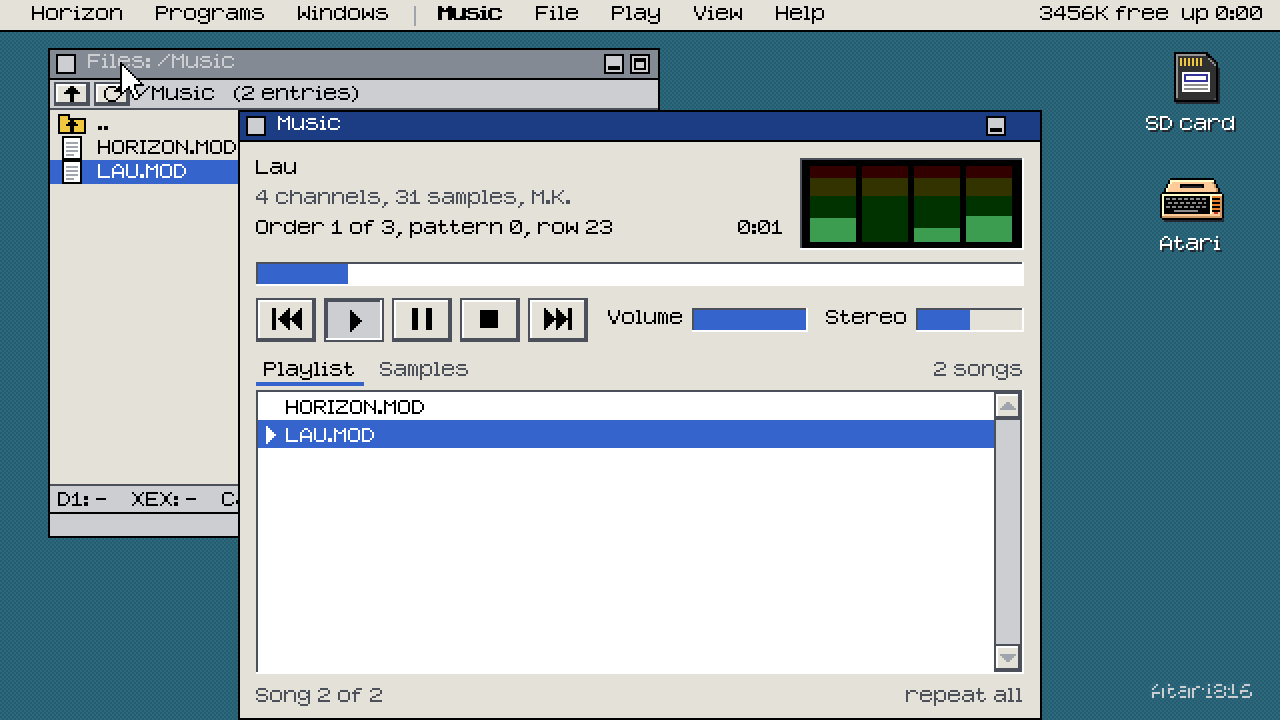 Horizon Programs Windows | Music File Play View Help 3456K free up 0:00
Files: /Music
/Music (2 entries)
..
HORIZON.MOD
LAU.MOD
D1: - XEX: -
Music
Lau
4 channels, 31 samples, M.K.
Order 1 of 3, pattern 0, row 23 0:01
Volume Stereo
Playlist Samples 2 songs
HORIZON.MOD
LAU.MOD
Song 2 of 2 repeat all
SD card
Atari
Atari816